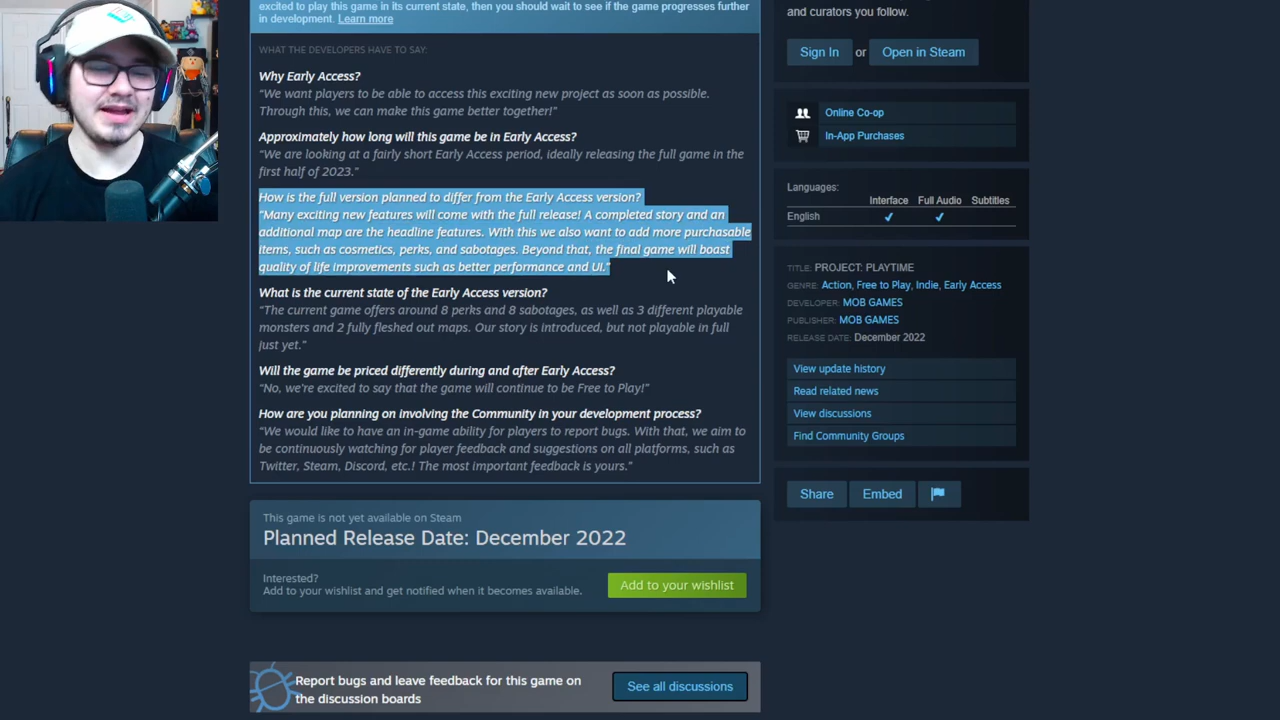 excited to play this game in its current state, then you should wait to see if the game progresses further
in development. Learn more
WHAT THE DEVELOPERS HAVE TO SAY:
Why Early Access?
"We want players to be able to access this exciting new project as soon as possible.
Through this, we can make this game better together!"
Approximately how long will this game be in Early Access?
"We are looking at a fairly short Early Access period, ideally releasing the full game in the
first half of 2023."
How is the full version planned to differ from the Early Access version?
"Many exciting new features will come with the full release! A completed story and an
additional map are the headline features. With this we also want to add more purchasable
items, such as cosmetics, perks, and sabotages. Beyond that, the final game will boast
quality of life improvements such as better performance and UI."
What is the current state of the Early Access version?
"The current game offers around 8 perks and 8 sabotages, as well as 3 different playable
monsters and 2 fully fleshed out maps. Our story is introduced, but not playable in full
just yet."
Will the game be priced differently during and after Early Access?
"No, we're excited to say that the game will continue to be Free to Play!"
How are you planning on involving the Community in your development process?
"We would like to have an in-game ability for players to report bugs. With that, we aim to
be continuously watching for player feedback and suggestions on all platforms, such as
Twitter, Steam, Discord, etc.! The most important feedback is yours."
This game is not yet available on Steam
Planned Release Date: December 2022
Interested?
Add to your wishlist and get notified when it becomes available.
Add to your wishlist
Report bugs and leave feedback for this game on
the discussion boards
See all discussions
and curators you follow.
Sign In or Open in Steam
Online Co-op
In-App Purchases
Languages:
Interface Full Audio Subtitles
English ✔ ✔
TITLE: PROJECT: PLAYTIME
GENRE: Action, Free to Play, Indie, Early Access
DEVELOPER: MOB GAMES
PUBLISHER: MOB GAMES
RELEASE DATE: December 2022
View update history
Read related news
View discussions
Find Community Groups
Share Embed